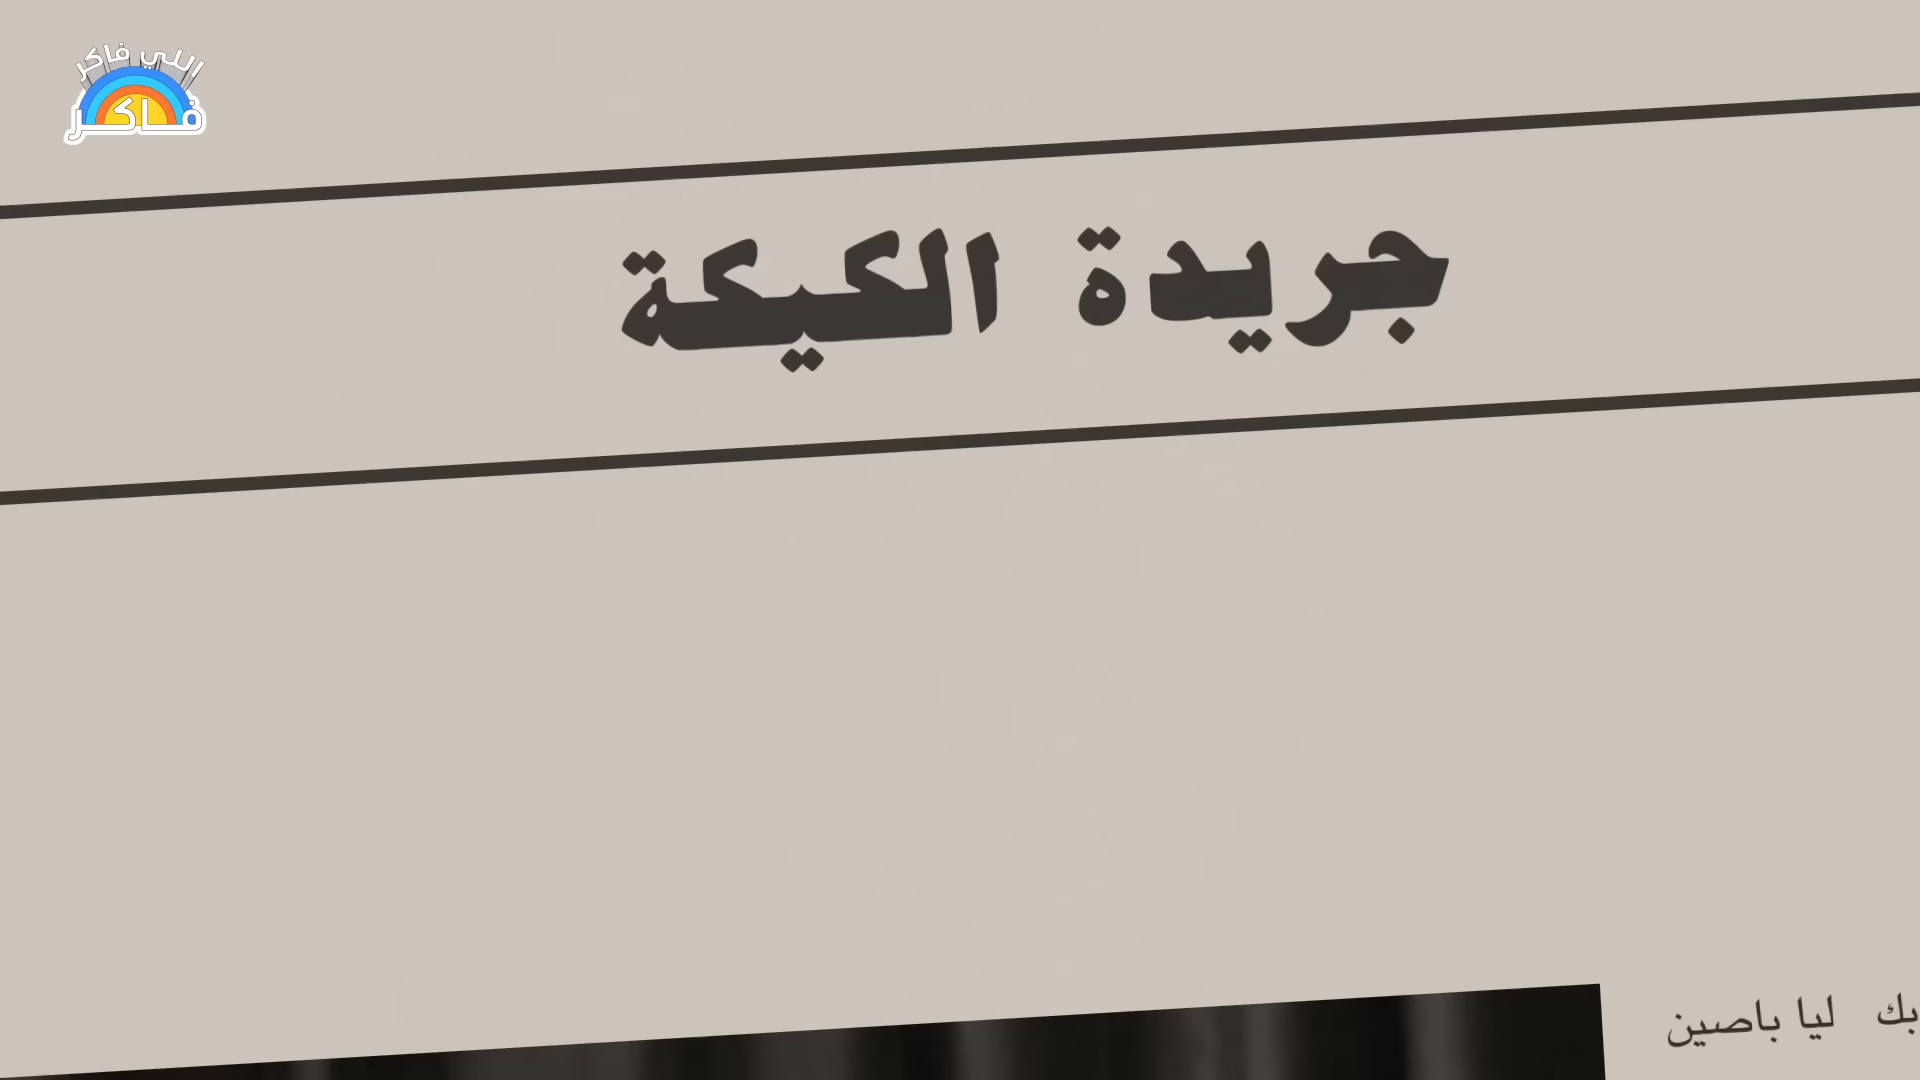 اللي فاكر
فاكر
جريدة الكيكة
بك ليا باصين